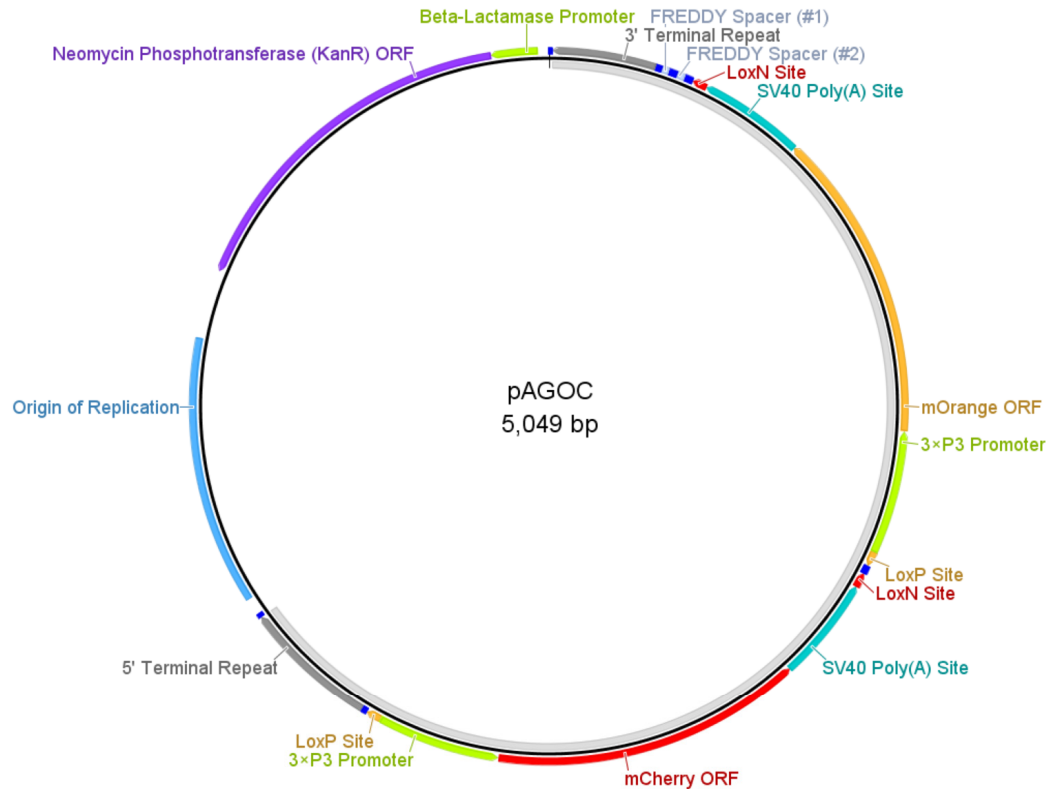 Beta-Lactamase Promoter
FREDDY Spacer (#1)
3' Terminal Repeat
Neomycin Phosphotransferase (KanR) ORF
FREDDY Spacer (#2)
LoxN Site
SV40 Poly(A) Site
pAGOC
5,049 bp
Origin of Replication
mOrange ORF
3×P3 Promoter
LoxP Site
LoxN Site
5' Terminal Repeat
SV40 Poly(A) Site
LoxP Site
3×P3 Promoter
mCherry ORF